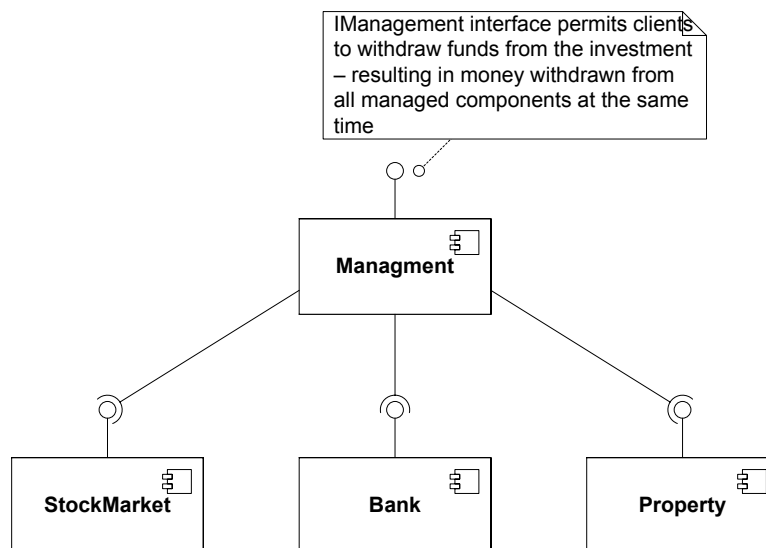 IManagement interface permits clients
to withdraw funds from the investment
– resulting in money withdrawn from
all managed components at the same
time
Managment
StockMarket
Bank
Property